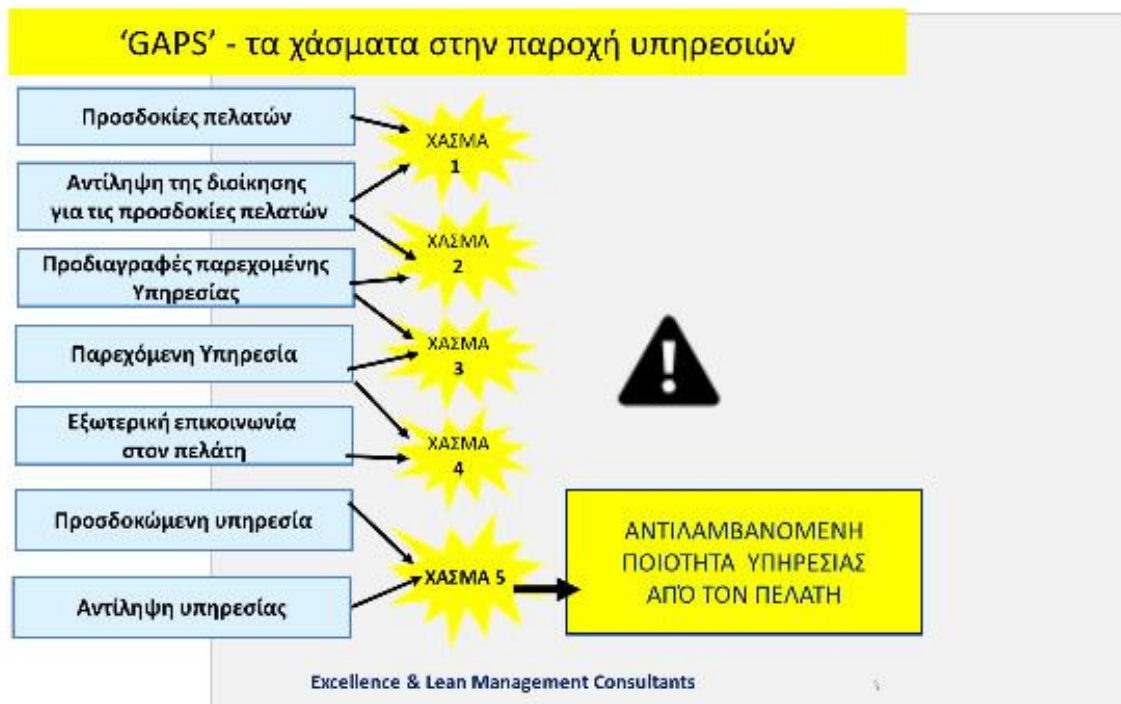 ‘GAPS’ - τα χάσματα στην παροχή υπηρεσιών
Προσδοκίες πελατών
ΧΑΣΜΑ
1
Αντίληψη της διοίκησης
για τις προσδοκίες πελατών
ΧΑΣΜΑ
2
Προδιαγραφές παρεχομένης
Υπηρεσίας
Παρεχόμενη Υπηρεσία
ΧΑΣΜΑ
3
Εξωτερική επικοινωνία
στον πελάτη
ΧΑΣΜΑ
4
Προσδοκώμενη υπηρεσία
Αντίληψη υπηρεσίας
ΧΑΣΜΑ 5
ΑΝΤΙΛΑΜΒΑΝΟΜΕΝΗ
ΠΟΙΟΤΗΤΑ ΥΠΗΡΕΣΙΑΣ
ΑΠΌ ΤΟΝ ΠΕΛΑΤΗ
Excellence & Lean Management Consultants